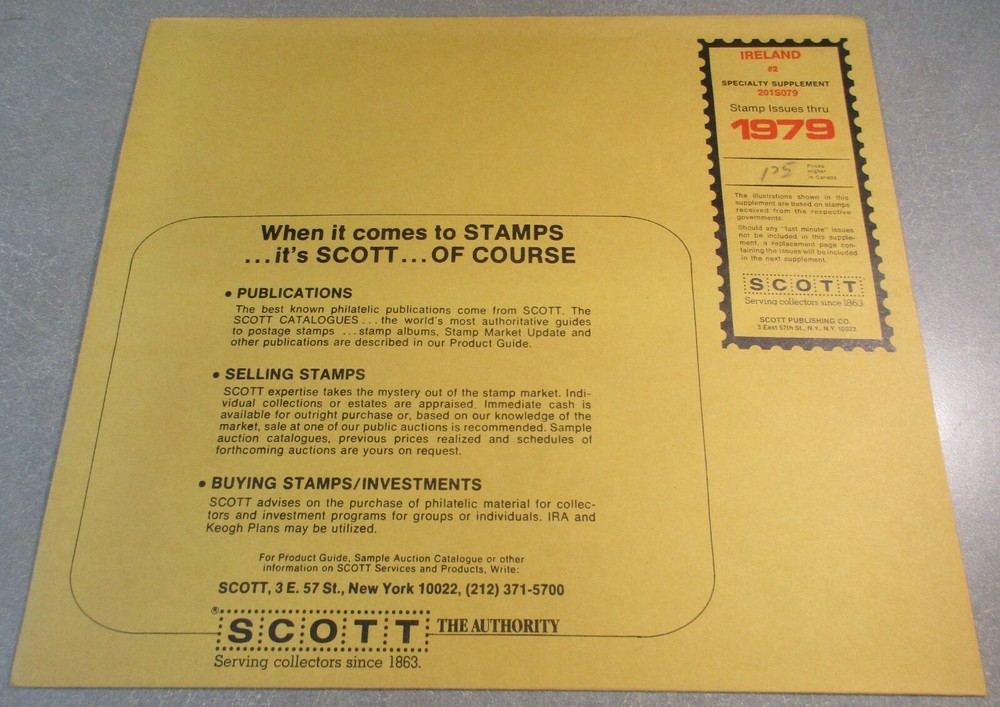 IRELAND
#2
SPECIALTY SUPPLEMENT
201S079
Stamp Issues thru
1979
175
Prices
Higher
in Canada
The illustrations shown in this
supplement are based on stamps
received from the respective
governments.
Should any "last minute" issues
not be included in this supple-
ment, a replacement page con-
taining the issues will be included
in the next supplement.
SCOTT
Serving collectors since 1863
SCOTT PUBLISHING CO.
3 East 57th St., N.Y., N.Y. 10022
When it comes to STAMPS
...it's SCOTT...OF COURSE
• PUBLICATIONS
The best known philatelic publications come from SCOTT. The
SCOTT CATALOGUES...the world's most authoritative guides
to postage stamps ...stamp albums, Stamp Market Update and
other publications are described in our Product Guide.
• SELLING STAMPS
SCOTT expertise takes the mystery out of the stamp market. Indi-
vidual collections or estates are appraised. Immediate cash is
available for outright purchase or, based on our knowledge of the
market, sale at one of our public auctions is recommended. Sample
auction catalogues, previous prices realized and schedules of
forthcoming auctions are yours on request.
• BUYING STAMPS/INVESTMENTS
SCOTT advises on the purchase of philatelic material for collec-
tors and investment programs for groups or individuals. IRA and
Keogh Plans may be utilized.
For Product Guide, Sample Auction Catalogue or other
information on SCOTT Services and Products, Write:
SCOTT, 3 E. 57 St., New York 10022, (212) 371-5700
® SCOTT THE AUTHORITY
Serving collectors since 1863.